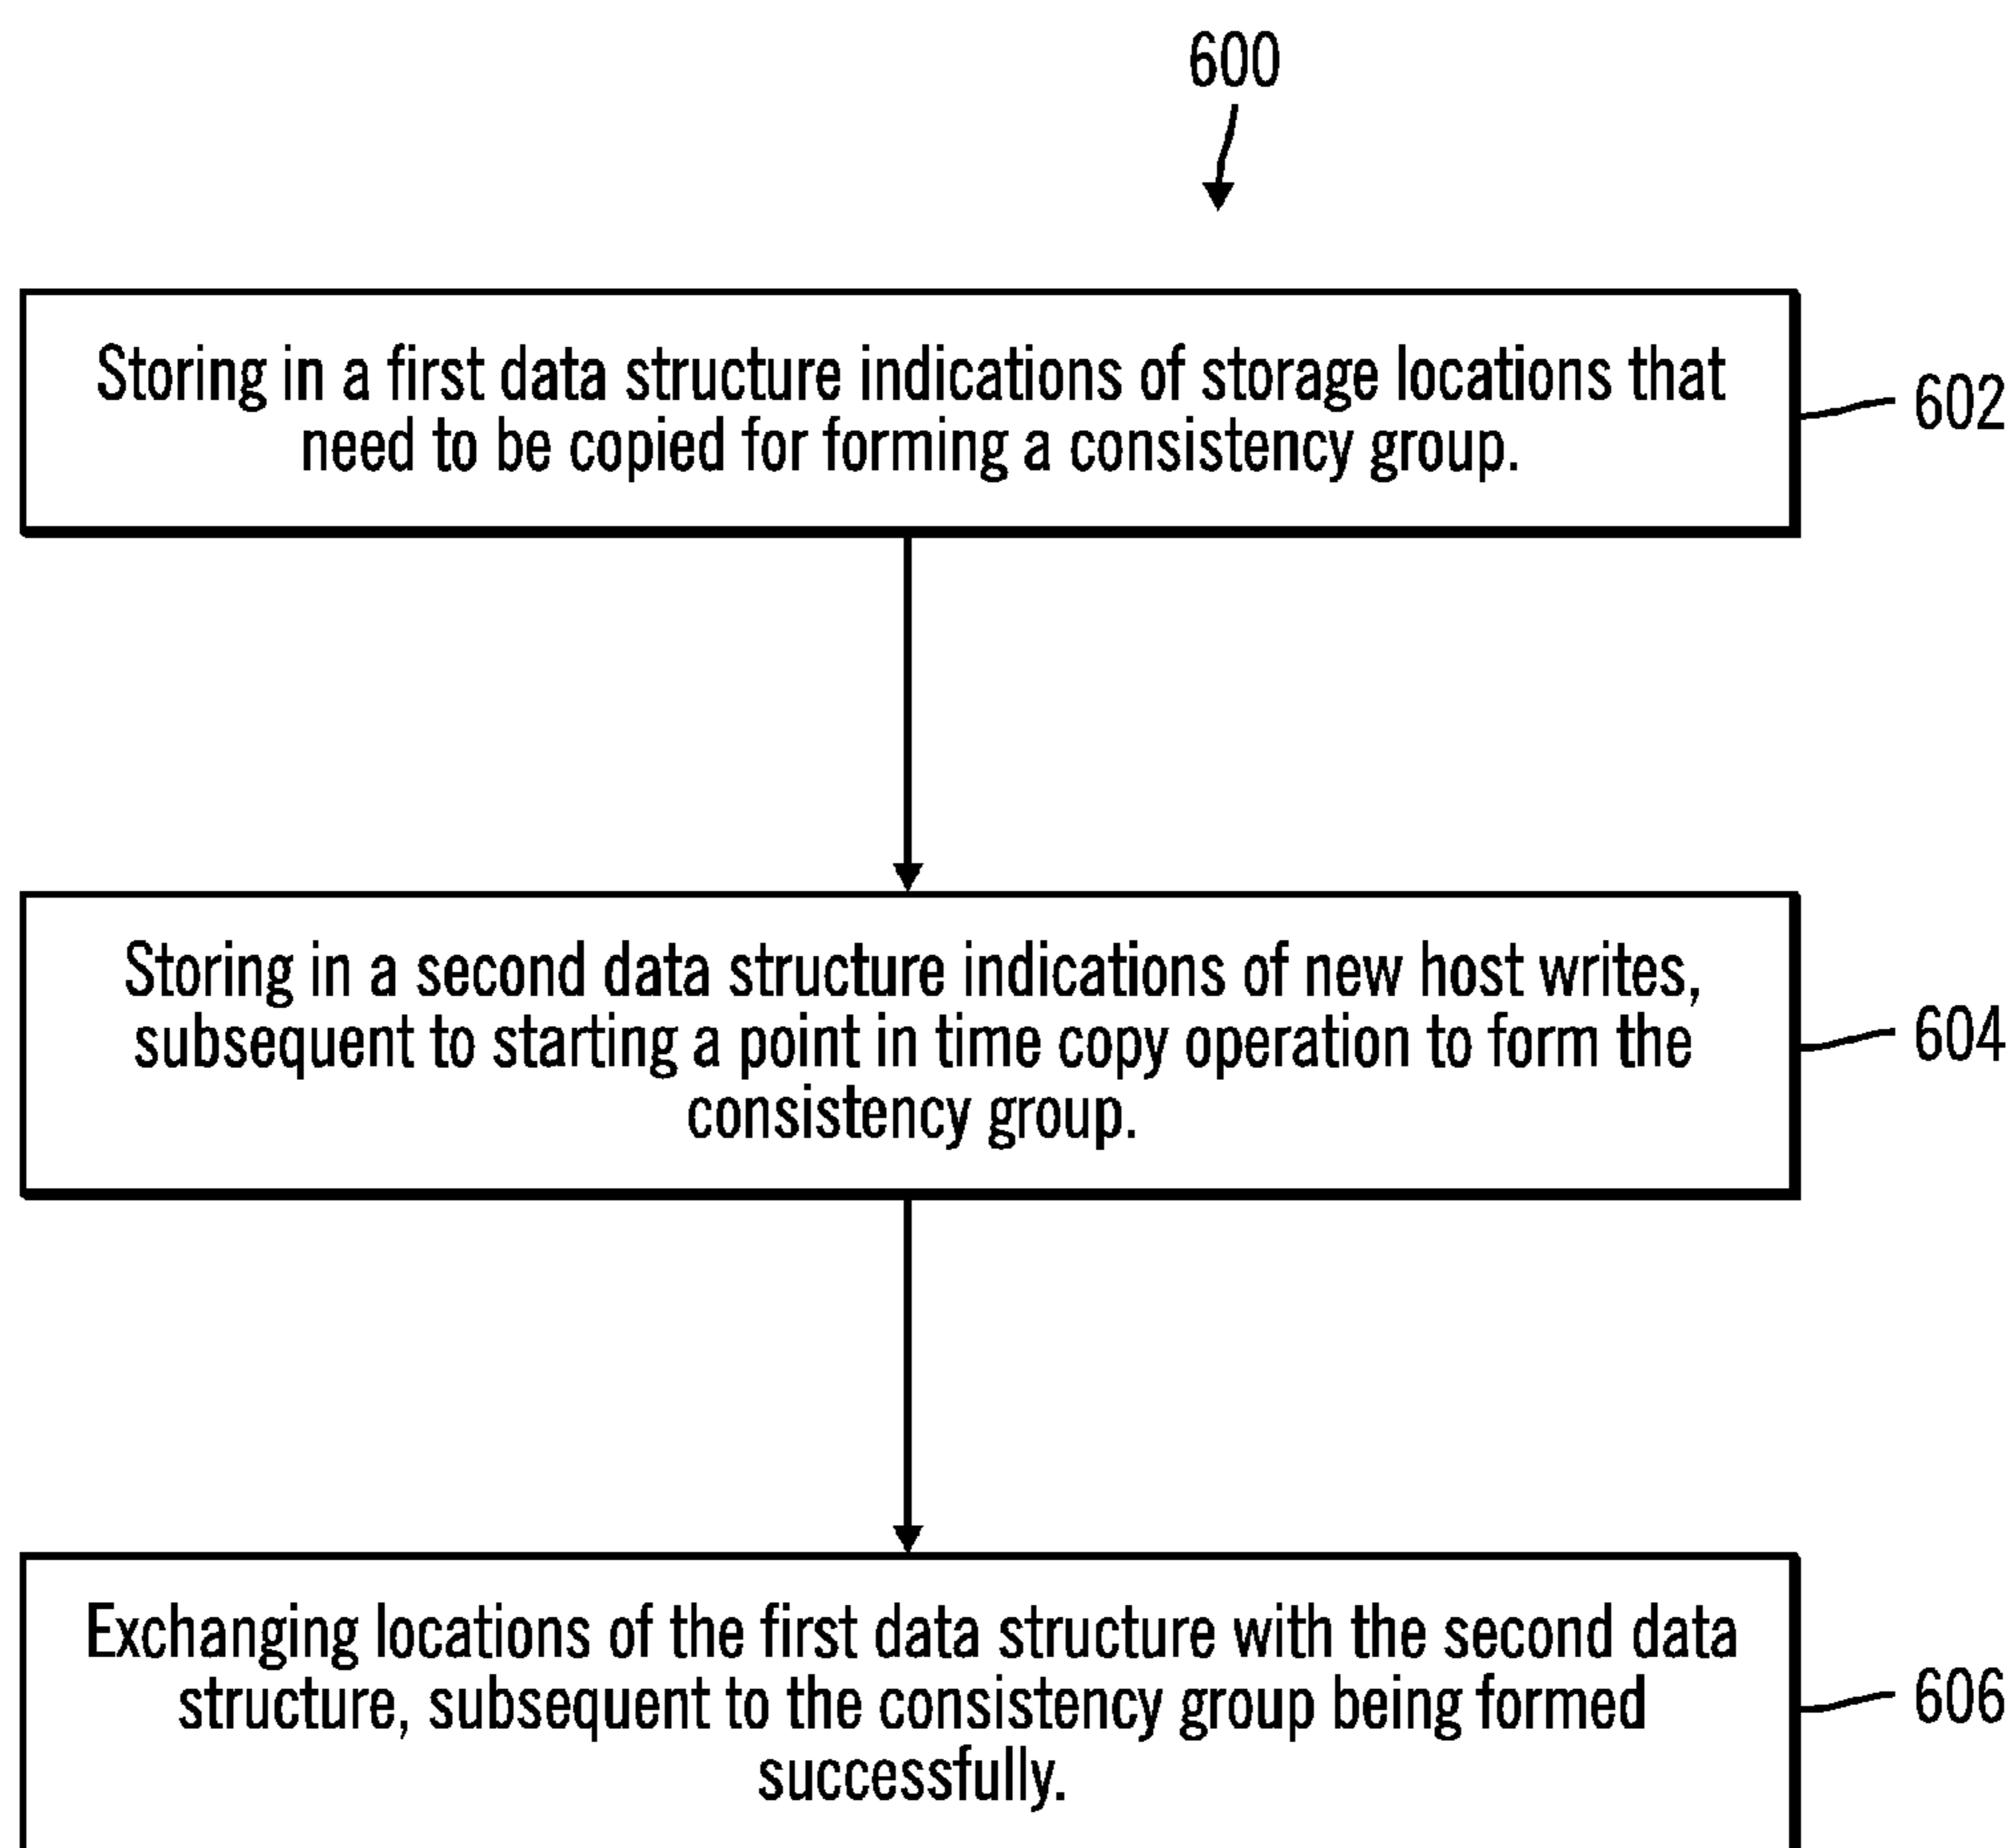 600
Storing in a first data structure indications of storage locations that
need to be copied for forming a consistency group.
602
Storing in a second data structure indications of new host writes,
subsequent to starting a point in time copy operation to form the
consistency group.
604
Exchanging locations of the first data structure with the second data
structure, subsequent to the consistency group being formed
successfully.
606